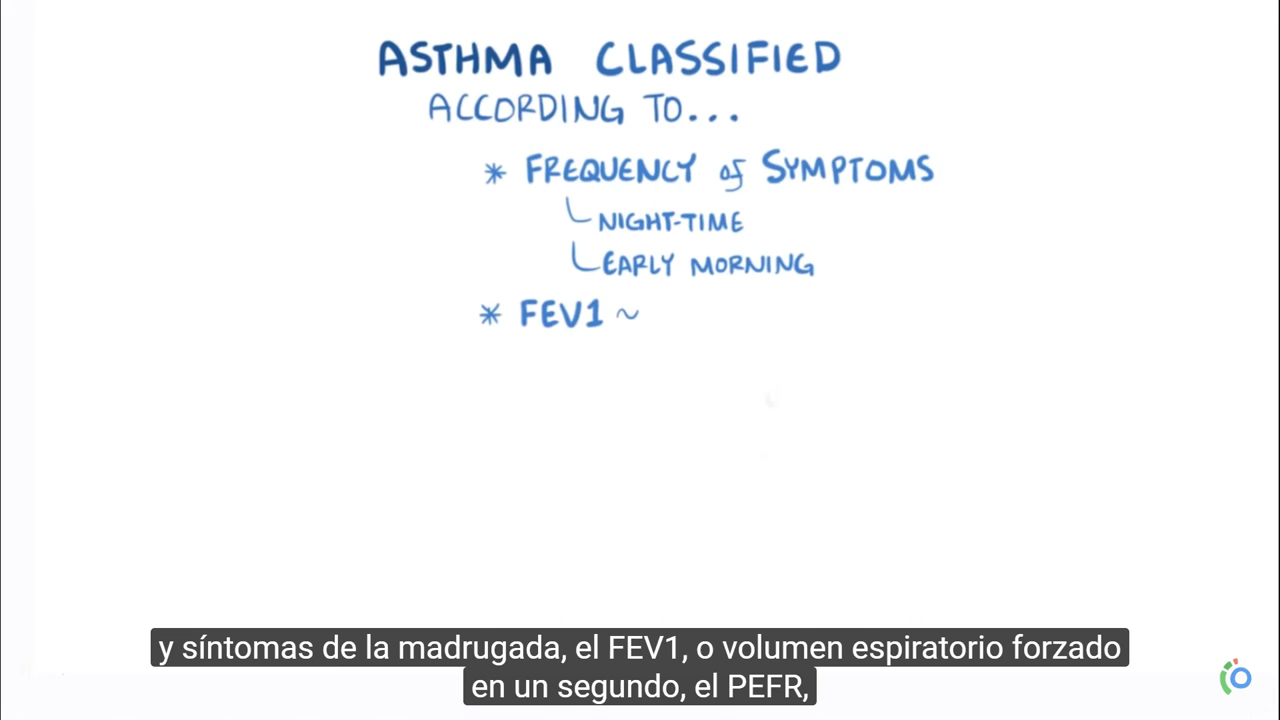 ASTHMA CLASSIFIED
ACCORDING TO...
* FREQUENCY of SYMPTOMS
NIGHT-TIME
EARLY MORNING
* FEV1 ~
y síntomas de la madrugada, el FEV1, o volumen espiratorio forzado
en un segundo, el PEFR,